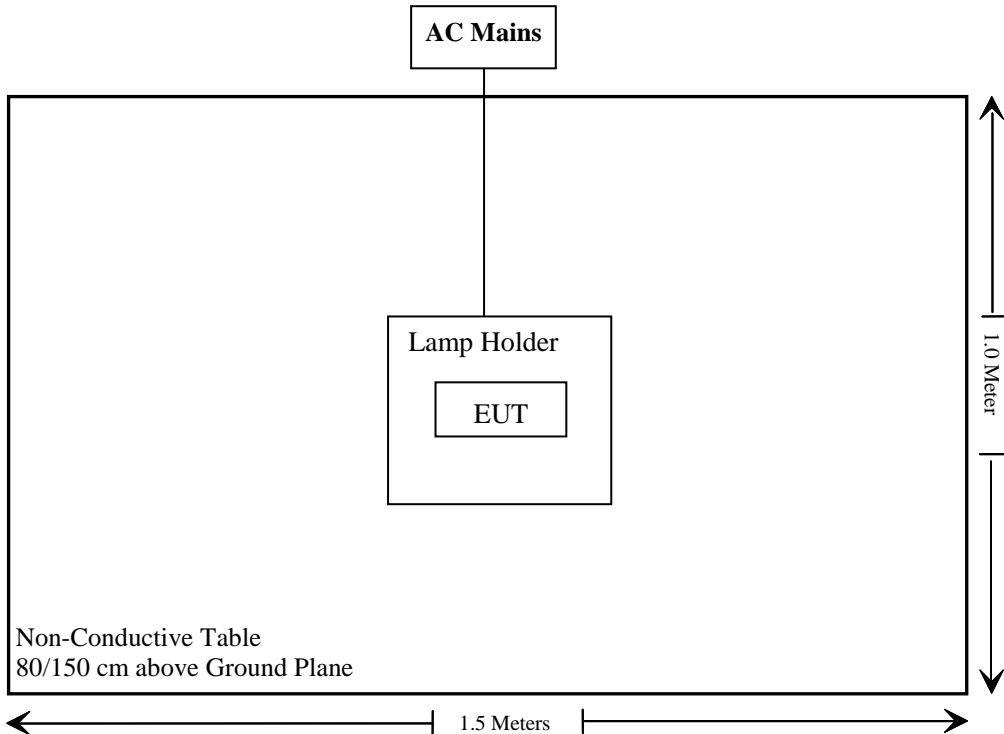 AC Mains
Lamp Holder
EUT
1.0 Meter
Non-Conductive Table
80/150 cm above Ground Plane
1.5 Meters